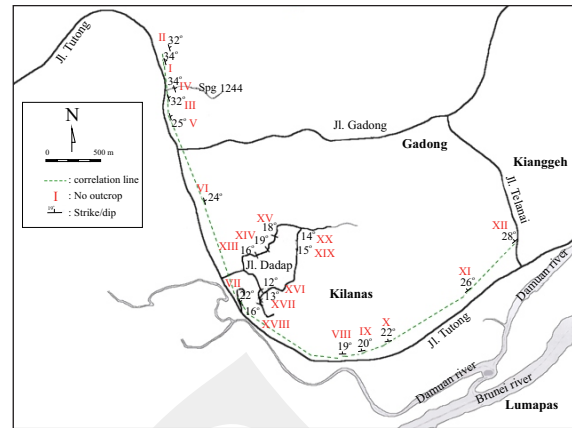 II
32°
Jl. Tutong
34°
I
34°
IV
Spg 1244
32°
III
25°
V
N
0 500 m
: correlation line
I : No outcrop
: Strike/dip
Jl. Gadong
Gadong
Kianggeh
Jl. Telanai
VI
24°
XV
18°
XIV
19°
XIII
16°
14°
XX
15°
XIX
XII
28°
Jl. Dadap
VII
22°
12°
XVI
13°
XVII
16°
XVIII
Kilanas
XI
26°
Damuan river
VIII
19°
IX
20°
X
22°
Jl. Tutong
Damuan river
Brunei river
Lumapas